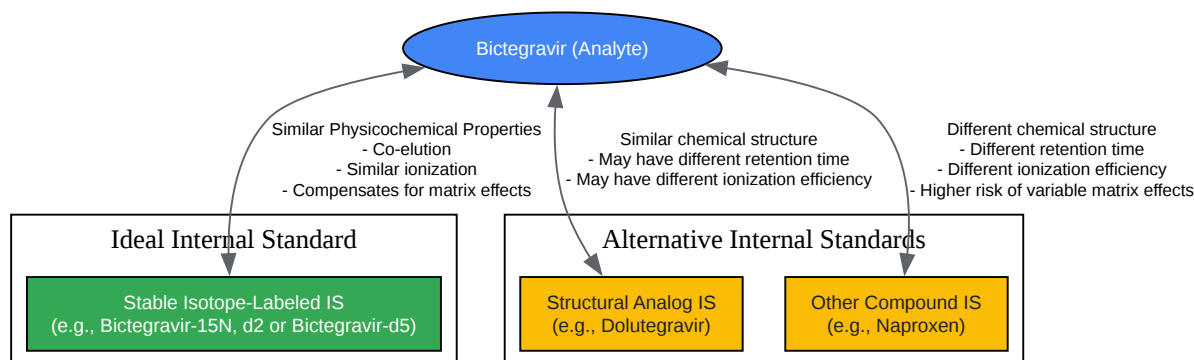 Bictegravir (Analyte)
Similar Physicochemical Properties
- Co-elution
- Similar ionization
- Compensates for matrix effects
Similar chemical structure
- May have different retention time
- May have different ionization efficiency
Different chemical structure
- Different retention time
- Different ionization efficiency
- Higher risk of variable matrix effects
Ideal Internal Standard
Stable Isotope-Labeled IS
(e.g., Bictegravir-15N, d2 or Bictegravir-d5)
Alternative Internal Standards
Structural Analog IS
(e.g., Dolutegravir)
Other Compound IS
(e.g., Naproxen)